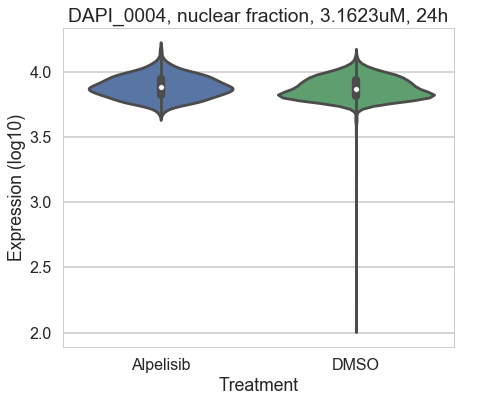 DAPI_0004, nuclear fraction, 3.1623uM, 24h
Expression (log10)
4.0
3.5
3.0
2.5
2.0
Alpelisib DMSO
Treatment